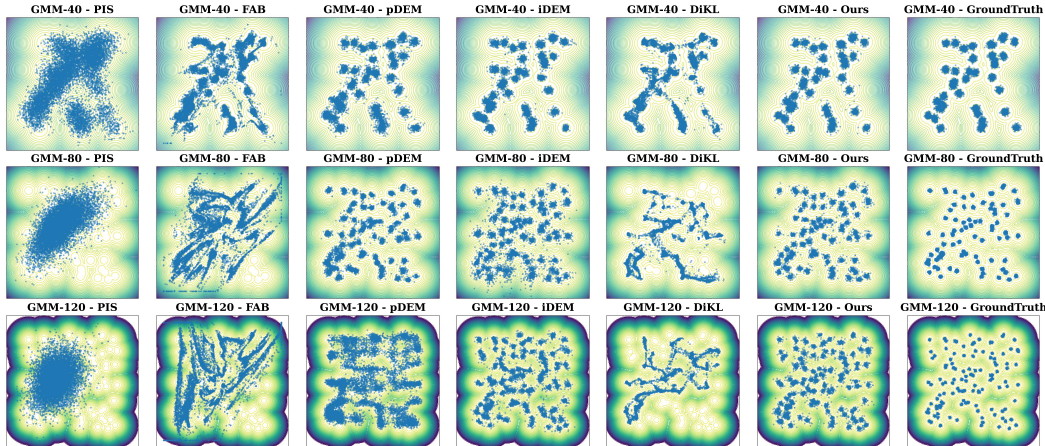 GMM-40 - PIS GMM-40 - FAB GMM-40 - pDEM GMM-40 - iDEM GMM-40 - DiKL GMM-40 - Ours GMM-40 - GroundTruth
GMM-80 - PIS GMM-80 - FAB GMM-80 - pDEM GMM-80 - iDEM GMM-80 - DiKL GMM-80 - Ours GMM-80 - GroundTruth
GMM-120 - PIS GMM-120 - FAB GMM-120 - pDEM GMM-120 - iDEM GMM-120 - DiKL GMM-120 - Ours GMM-120 - GroundTruth